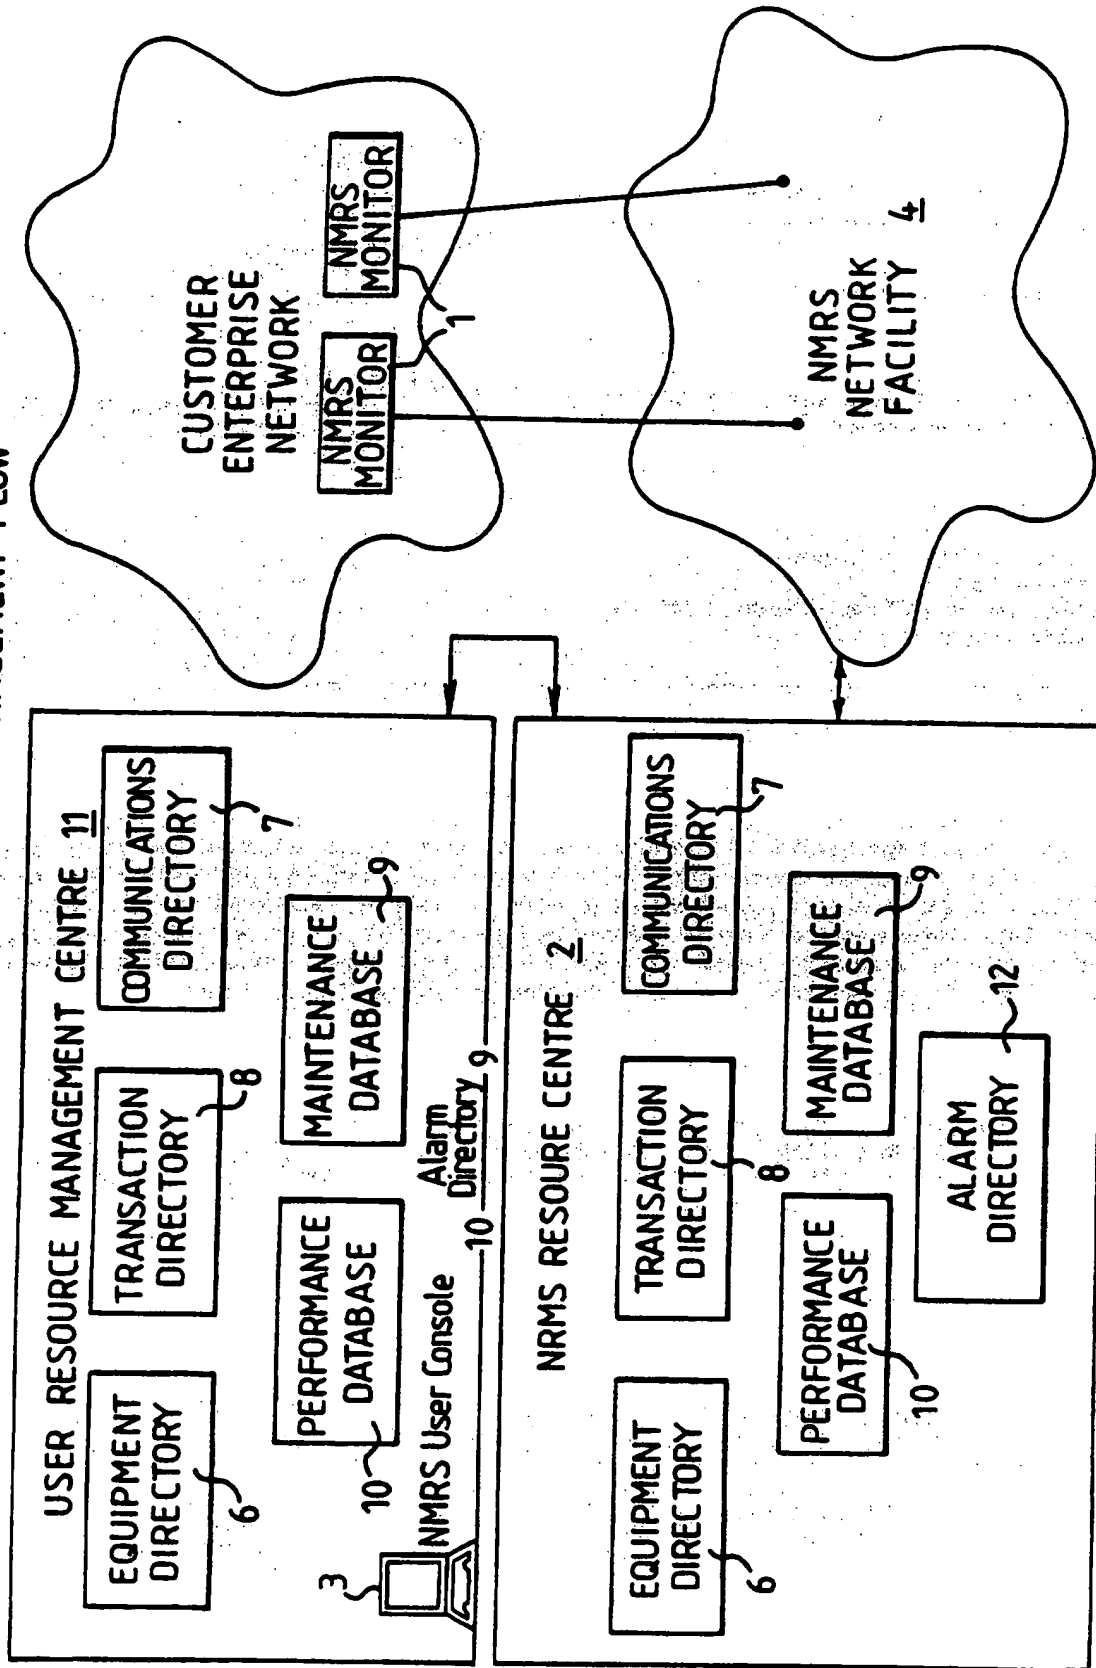 USER RESOURCE MANAGEMENT CENTRE 11
EQUIPMENT
DIRECTORY
6
TRANSACTION
DIRECTORY
8
COMMUNICATIONS
DIRECTORY
7
PERFORMANCE
DATABASE
10
MAINTENANCE
DATABASE
9
3
NMRS User Console
10
Alarm
Directory
9
NRMS RESOURE CENTRE 2
EQUIPMENT
DIRECTORY
6
TRANSACTION
DIRECTORY
8
COMMUNICATIONS
DIRECTORY
7
PERFORMANCE
DATABASE
10
MAINTENANCE
DATABASE
9
ALARM
DIRECTORY
12
CUSTOMER
ENTERPRISE
NETWORK
NMRS
MONITOR
NMRS
MONITOR
1
NMRS
NETWORK
FACILITY
4